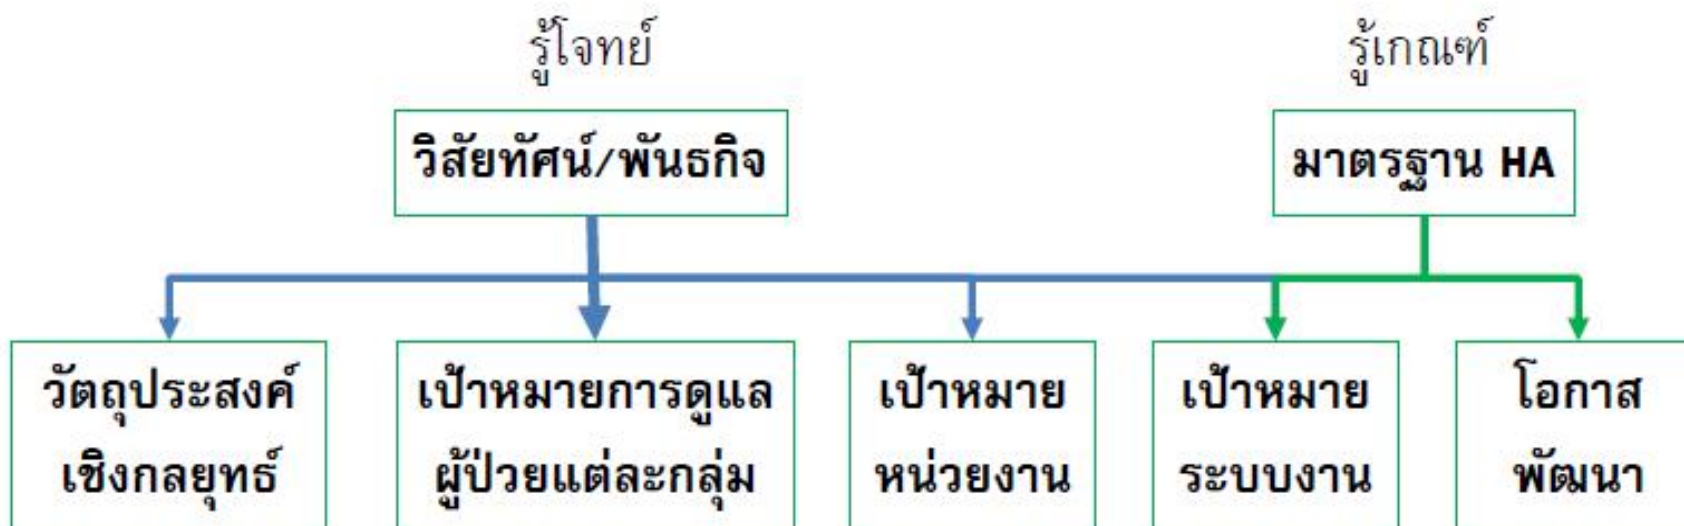 รู้โจทย์
รู้เกณฑ์
วิสัยทัศน์/พันธกิจ
มาตรฐาน HA
วัตถุประสงค์
เชิงกลยุทธ์
เป้าหมายการดูแล
ผู้ป่วยแต่ละกลุ่ม
เป้าหมาย
หน่วยงาน
เป้าหมาย
ระบบงาน
โอกาส
พัฒนา